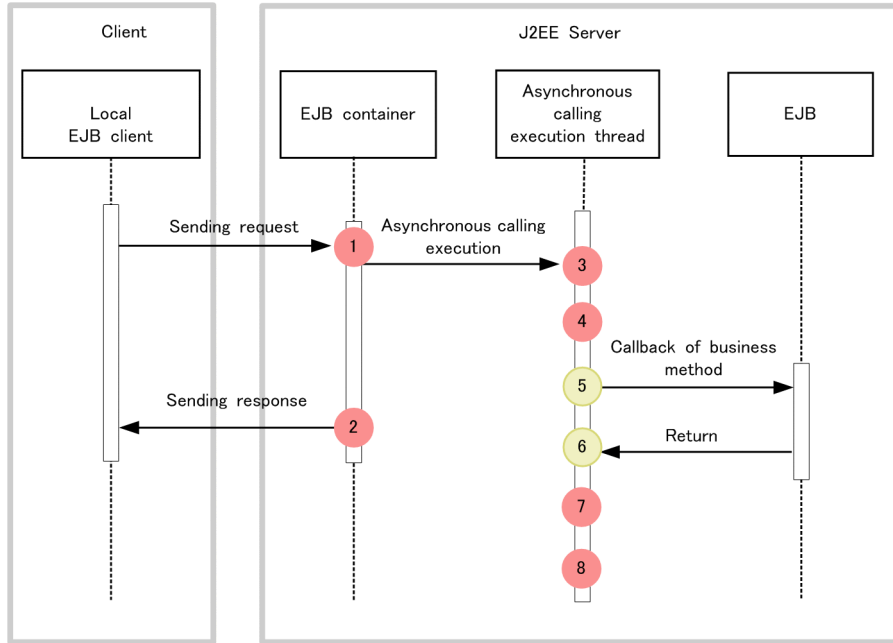 Client
J2EE Server
Local
EJB client
EJB container
Asynchronous
calling
execution thread
EJB
Sending request
1
Asynchronous calling
execution
3
4
Callback of business
method
5
Sending response
2
Return
6
7
8